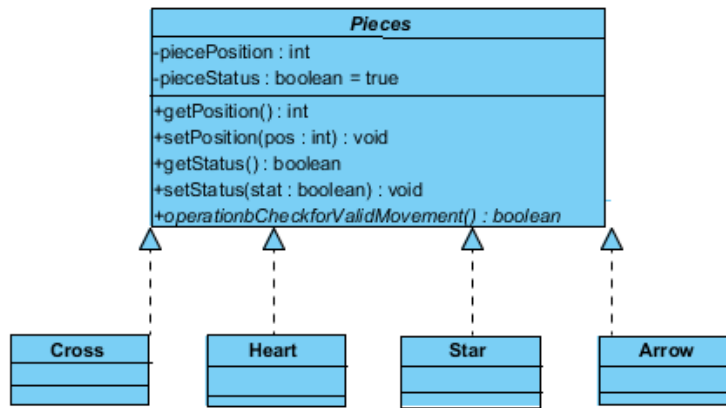 Pieces
-piecePosition : int
-pieceStatus : boolean = true
+getPosition() : int
+setPosition(pos : int) : void
+getStatus() : boolean
+setStatus(stat : boolean) : void
+operationbCheckforValidMovement() : boolean
Cross
Heart
Star
Arrow